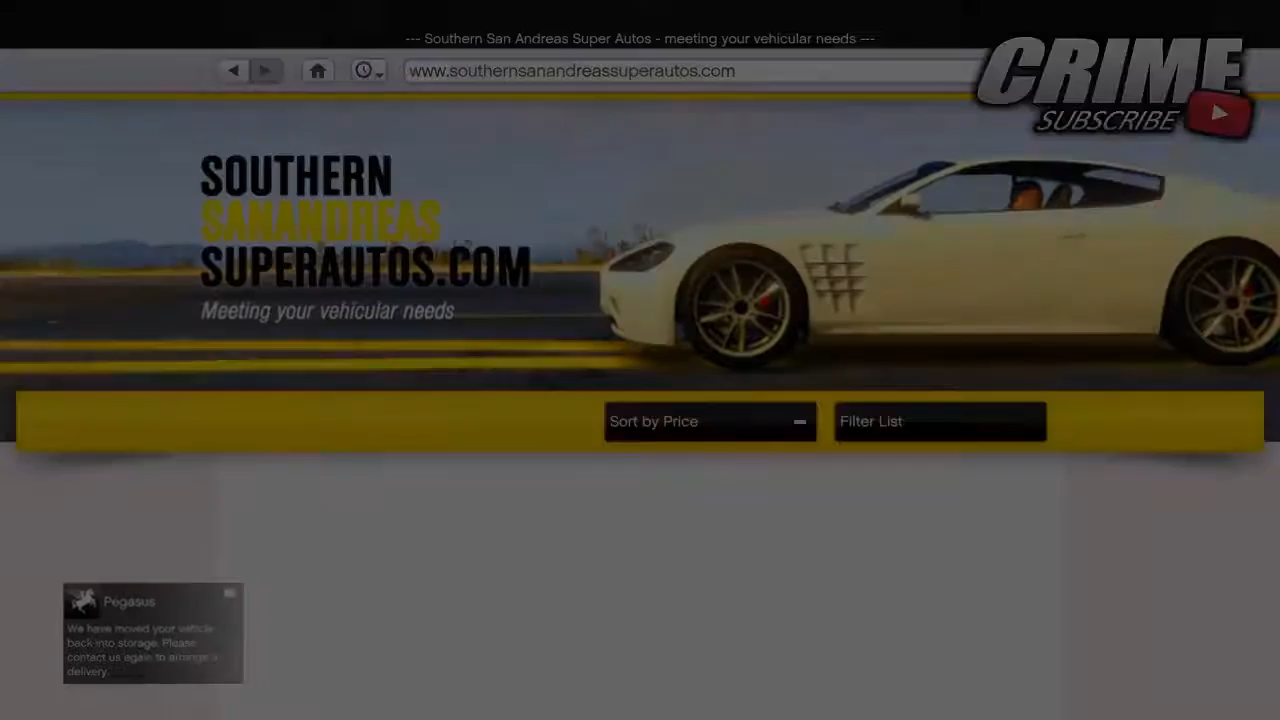 --- Southern San Andreas Super Autos - meeting your vehicular needs ---
www.southernsanandreassuperautos.com
CRIME
SUBSCRIBE
SOUTHERN
SANANDREAS
SUPERAUTOS.COM
Meeting your vehicular needs
Sort by Price
Filter List
Pegasus
We have moved your vehicle
back into storage. Please
contact us again to arrange a
delivery.